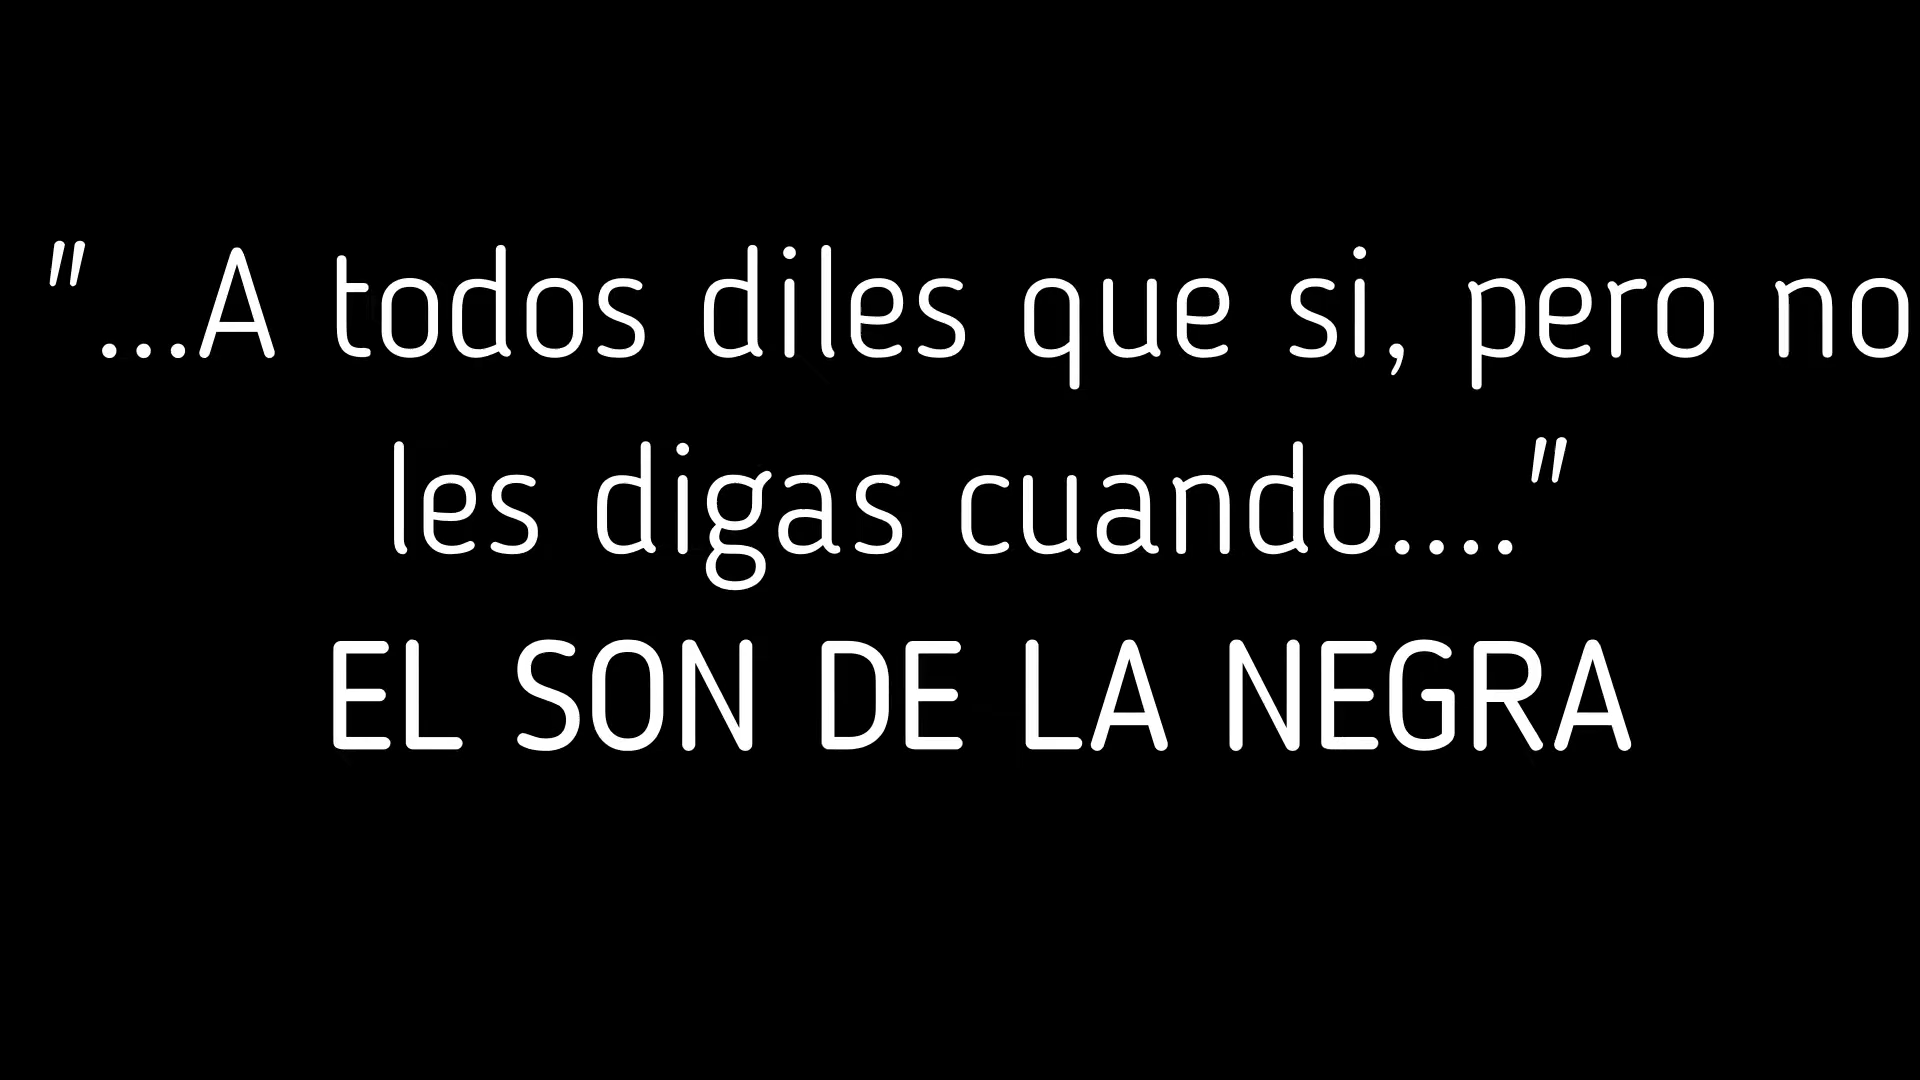 "...A todos diles que si, pero no
les digas cuando...."
EL SON DE LA NEGRA